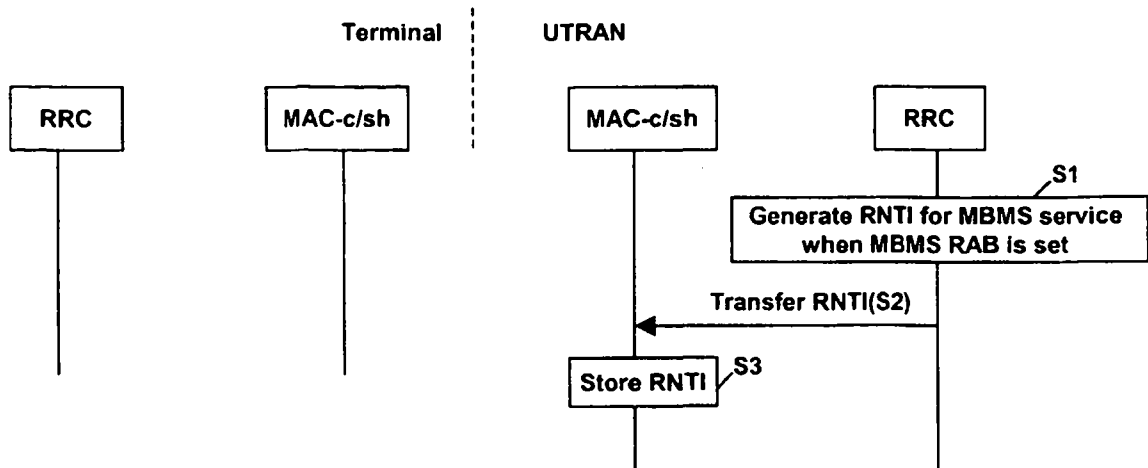 Terminal
UTRAN
RRC
MAC-c/sh
MAC-c/sh
RRC
S1
Generate RNTI for MBMS service
when MBMS RAB is set
Transfer RNTI(S2)
Store RNTI
S3